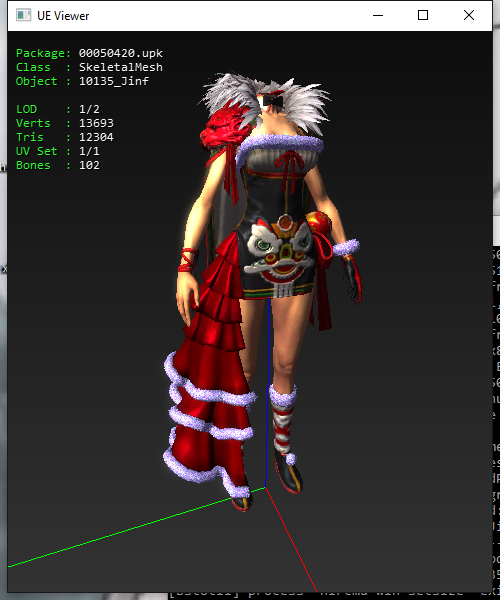 UE Viewer
Package: 00050420.upk
Class : SkeletalMesh
Object : 10135_Jinf
LOD : 1/2
Verts : 13693
Tris : 12304
UV Set : 1/1
Bones : 102